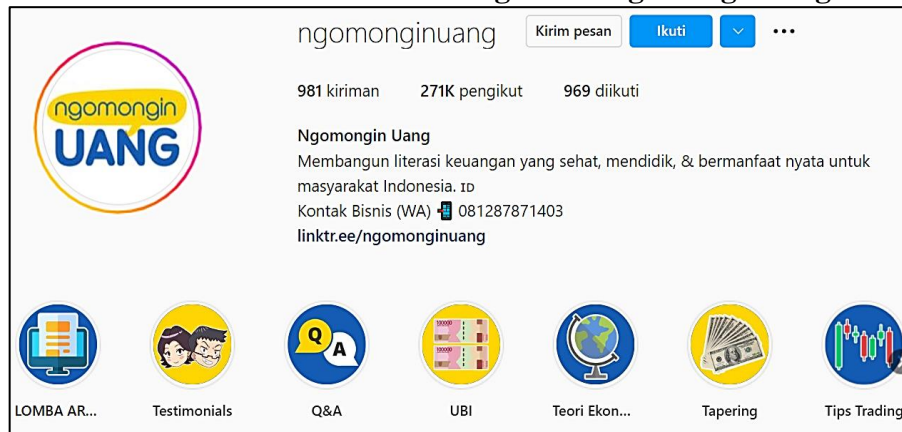 ngomonginuang Kirim pesan Ikuti
981 kiriman 271K pengikut 969 diikuti
ngomongin
UANG
Ngomongin Uang
Membangun literasi keuangan yang sehat, mendidik, & bermanfaat nyata untuk
masyarakat Indonesia. ID
Kontak Bisnis (WA) 081287871403
linktr.ee/ngomonginuang
Q
A
100000
100000
LOMBA AR... Testimonials Q&A UBI Teori Ekon... Tapering Tips Trading